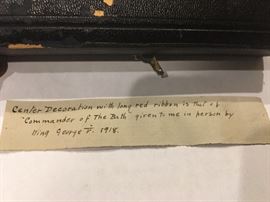 Center Decoration with long red ribbon is that of
"Commander of The Bath given to me in person by
King George V. 1918.